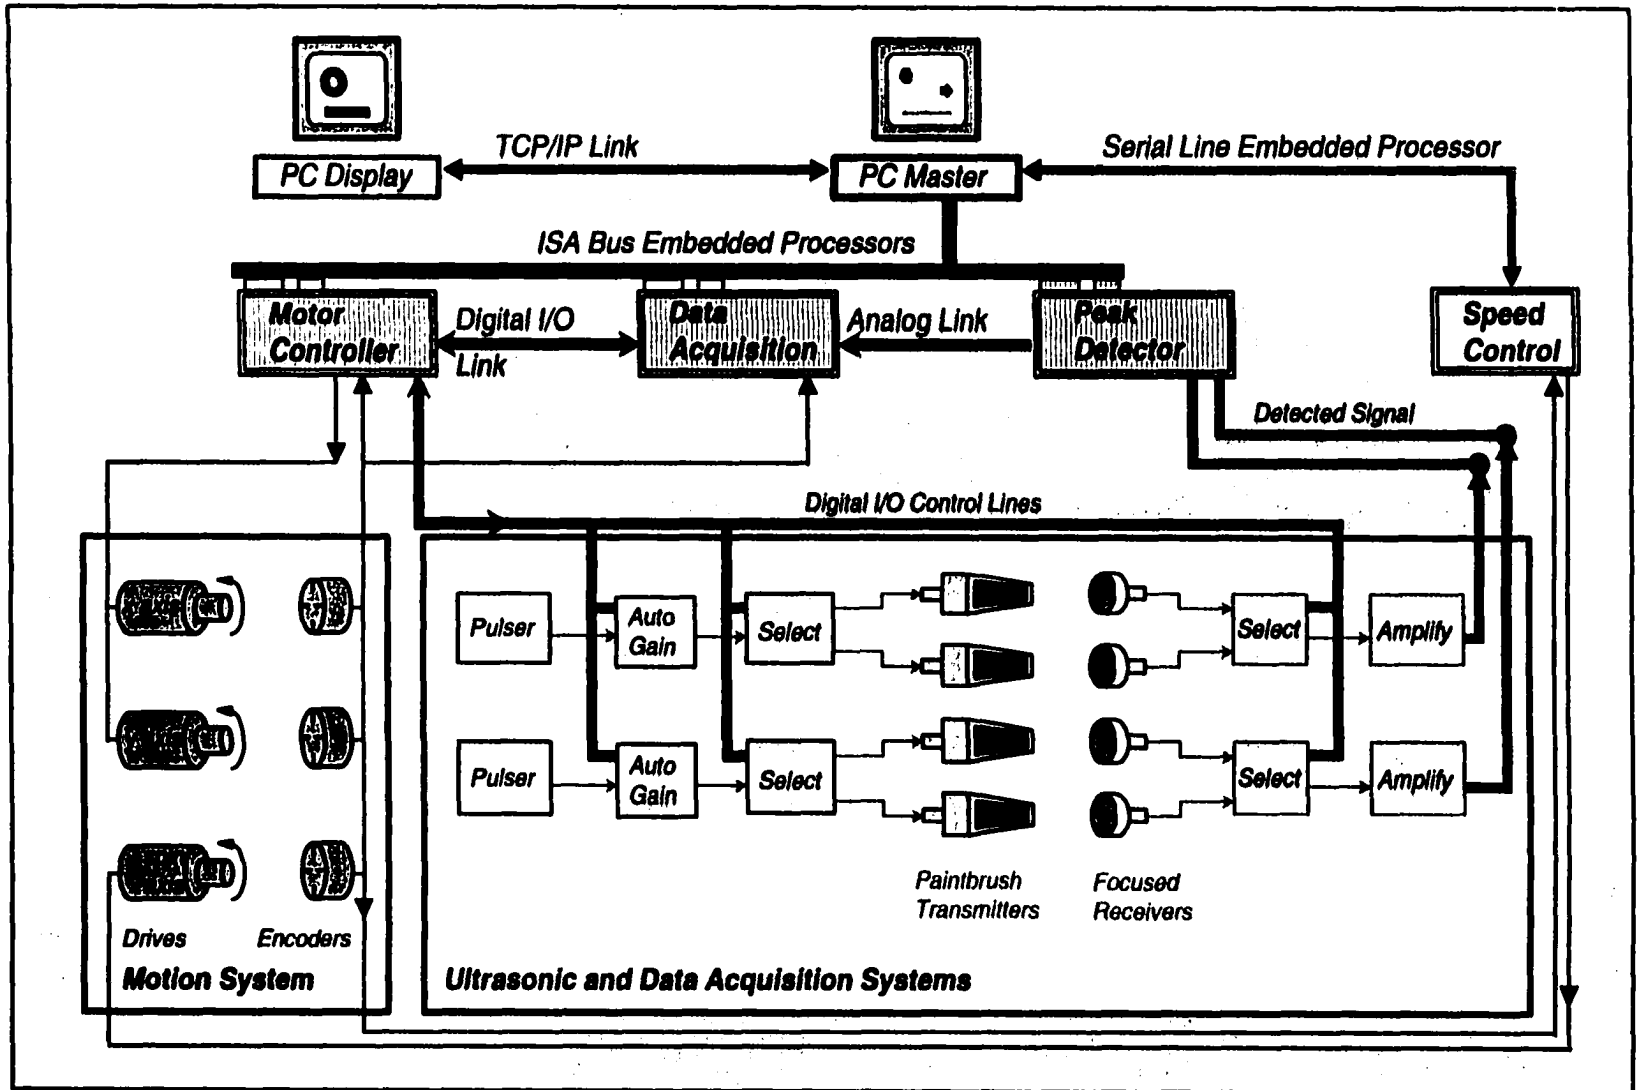 TCP/IP Link
Serial Line Embedded Processor
PC Display
PC Master
ISA Bus Embedded Processors
Motor
Controller
Digital I/O
Link
Data
Acquisition
Analog Link
Peak
Detector
Speed
Control
Detected Signal
Digital I/O Control Lines
Pulser
Auto
Gain
Select
Select
Amplify
Pulser
Auto
Gain
Select
Select
Amplify
Paintbrush
Transmitters
Focused
Receivers
Drives
Encoders
Motion System
Ultrasonic and Data Acquisition Systems